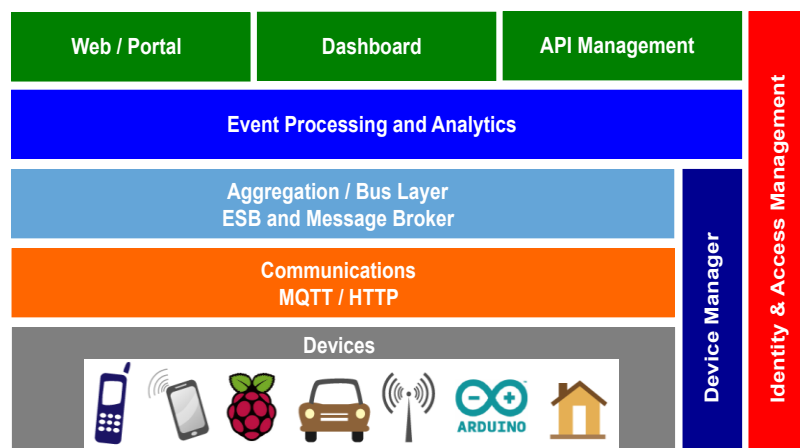 Web / Portal
Dashboard
API Management
Event Processing and Analytics
Aggregation / Bus Layer
ESB and Message Broker
Communications
MQTT / HTTP
Devices
ARDUINO
Device Manager
Identity & Access Management